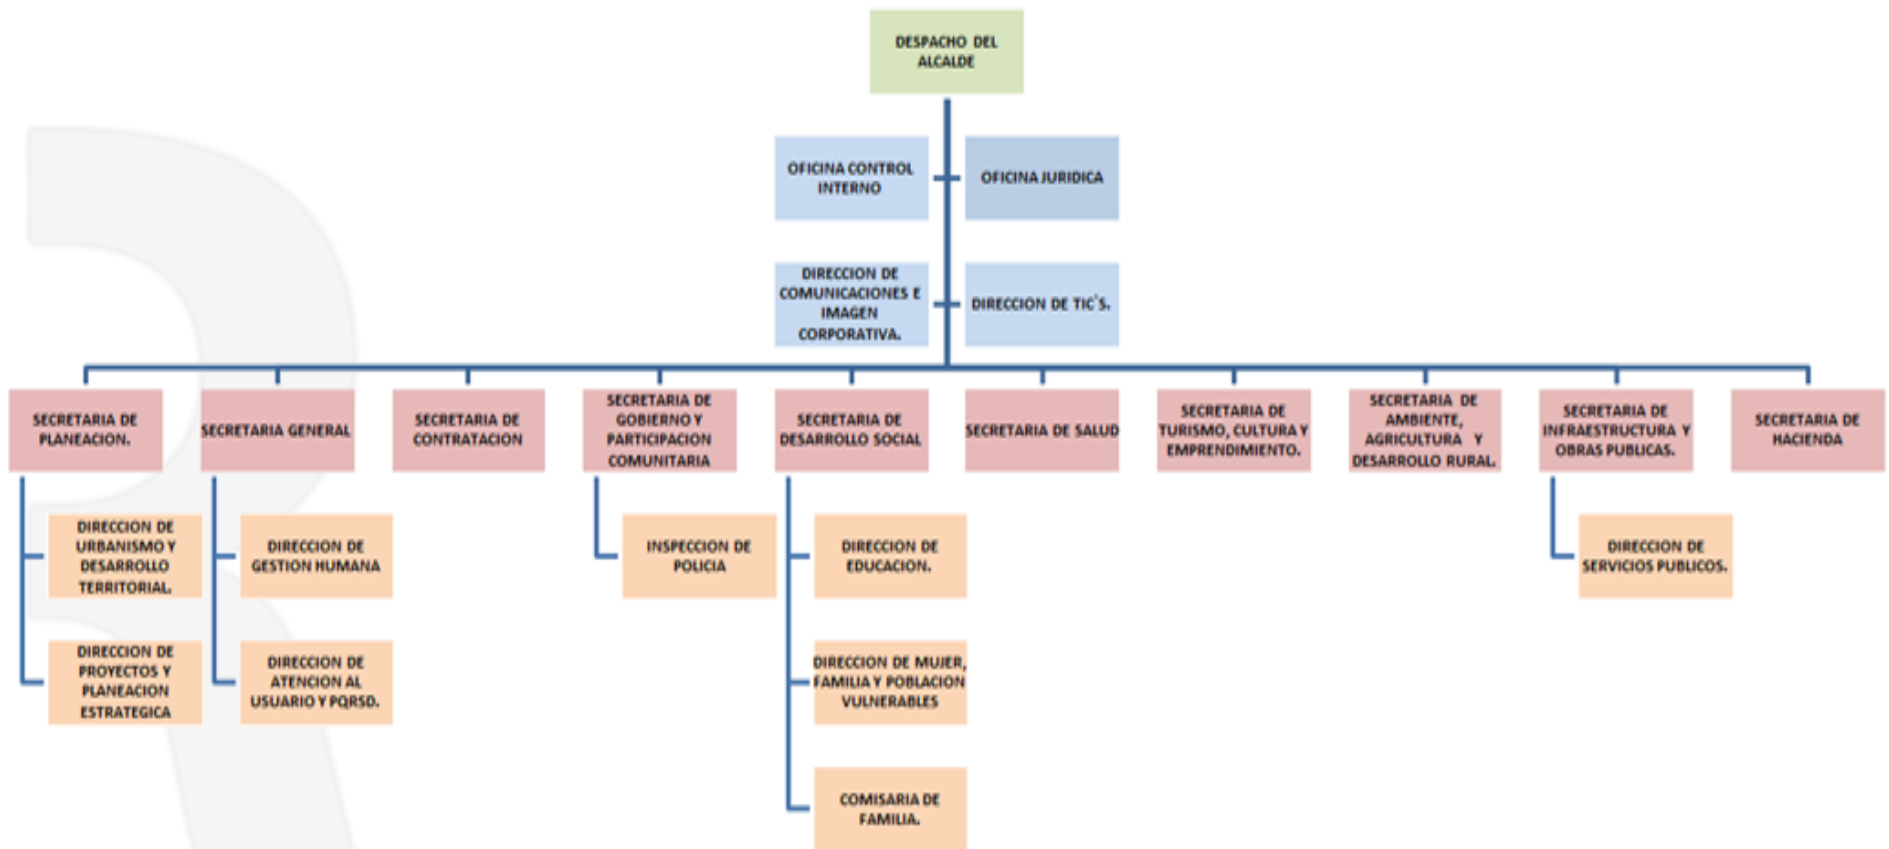 DESPACHO DEL
ALCALDE
OFICINA CONTROL
INTERNO
OFICINA JURIDICA
DIRECCION DE
COMUNICACIONES E
IMAGEN
CORPORATIVA.
DIRECCION DE TIC`S.
SECRETARIA DE
PLANEACION.
SECRETARIA GENERAL
SECRETARIA DE
CONTRATACION
SECRETARIA DE
GOBIERNO Y
PARTICIPACION
COMUNITARIA
SECRETARIA DE
DESARROLLO SOCIAL
SECRETARIA DE SALUD
SECRETARIA DE
TURISMO, CULTURA Y
EMPRENDIMIENTO.
SECRETARIA DE
AMBIENTE,
AGRICULTURA Y
DESARROLLO RURAL.
SECRETARIA DE
INFRAESTRUCTURA Y
OBRAS PUBLICAS.
SECRETARIA DE
HACIENDA
DIRECCION DE
URBANISMO Y
DESARROLLO
TERRITORIAL.
DIRECCION DE
GESTION HUMANA
INSPECCION DE
POLICIA
DIRECCION DE
EDUCACION.
DIRECCION DE
SERVICIOS PUBLICOS.
DIRECCION DE
PROYECTOS Y
PLANEACION
ESTRATEGICA
DIRECCION DE
ATENCION AL
USUARIO Y PQRSD.
DIRECCION DE MUJER,
FAMILIA Y POBLACION
VULNERABLES
COMISARIA DE
FAMILIA.